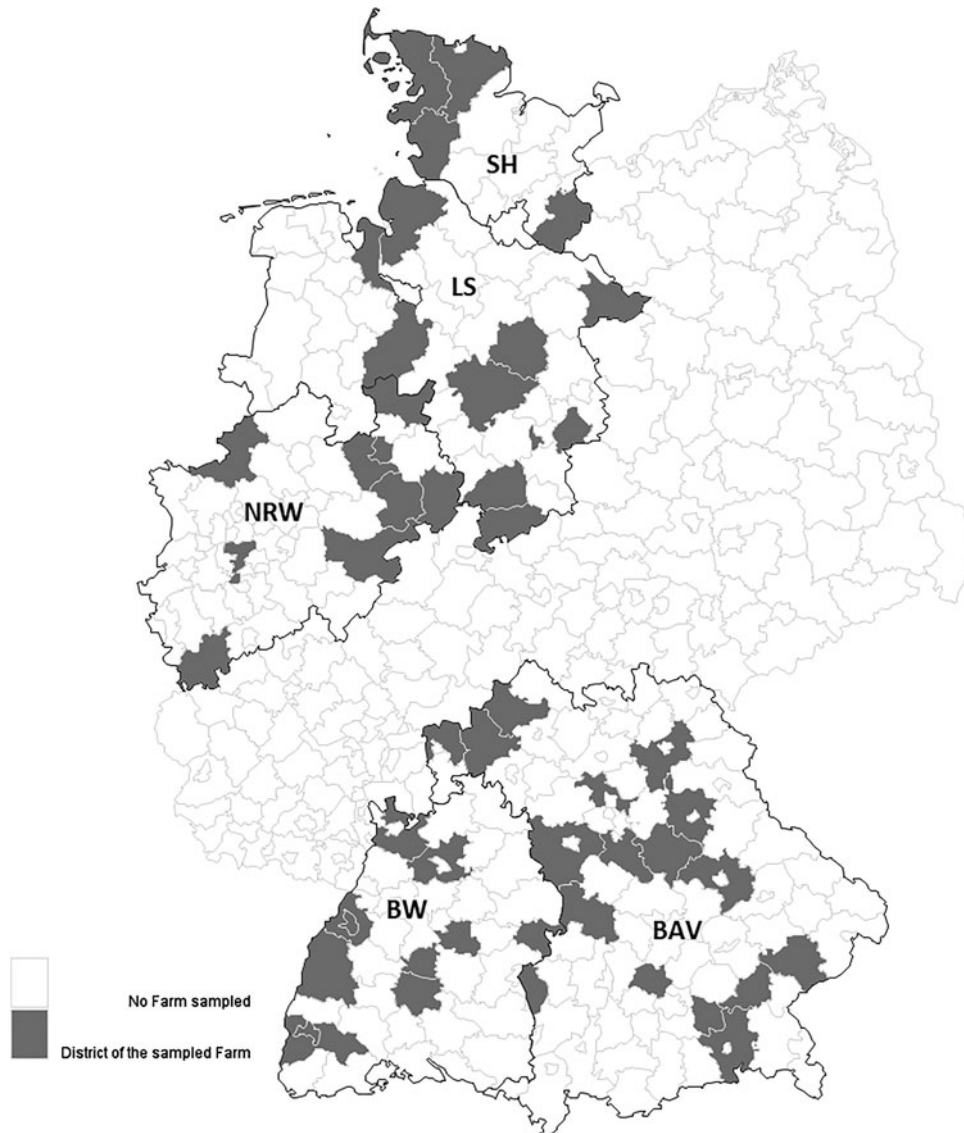 SH
LS
NRW
BW
BAV
No Farm sampled
District of the sampled Farm